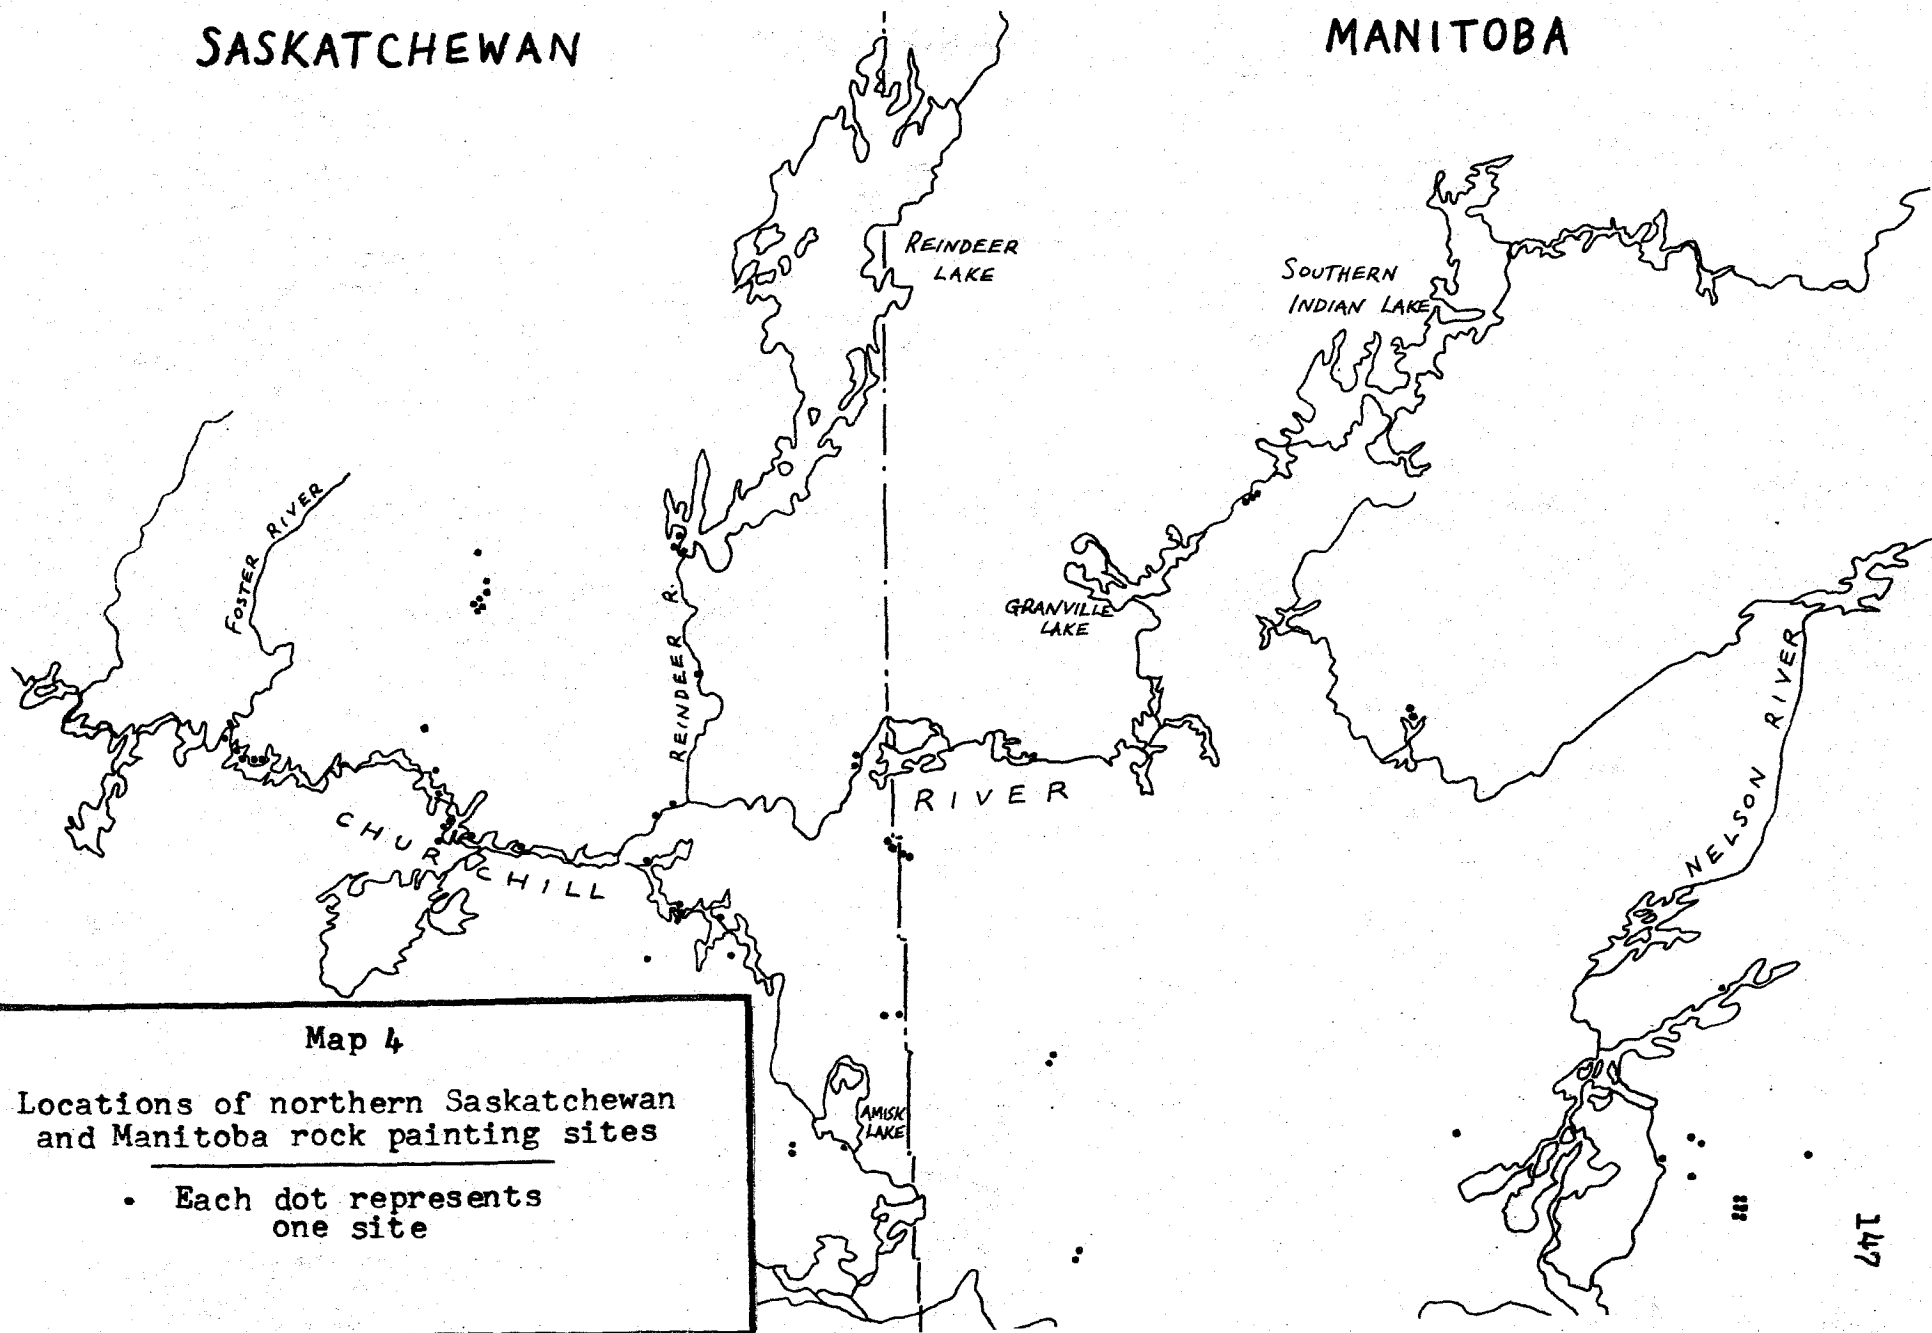 SASKATCHEWAN
MANITOBA
REINDEER
LAKE
SOUTHERN
INDIAN LAKE
FOSTER RIVER
REINDEER R.
GRANVILLE
LAKE
NELSON RIVER
CHURCHILL
RIVER
AMISK
LAKE
Map 4
Locations of northern Saskatchewan
and Manitoba rock painting sites
• Each dot represents
one site
147